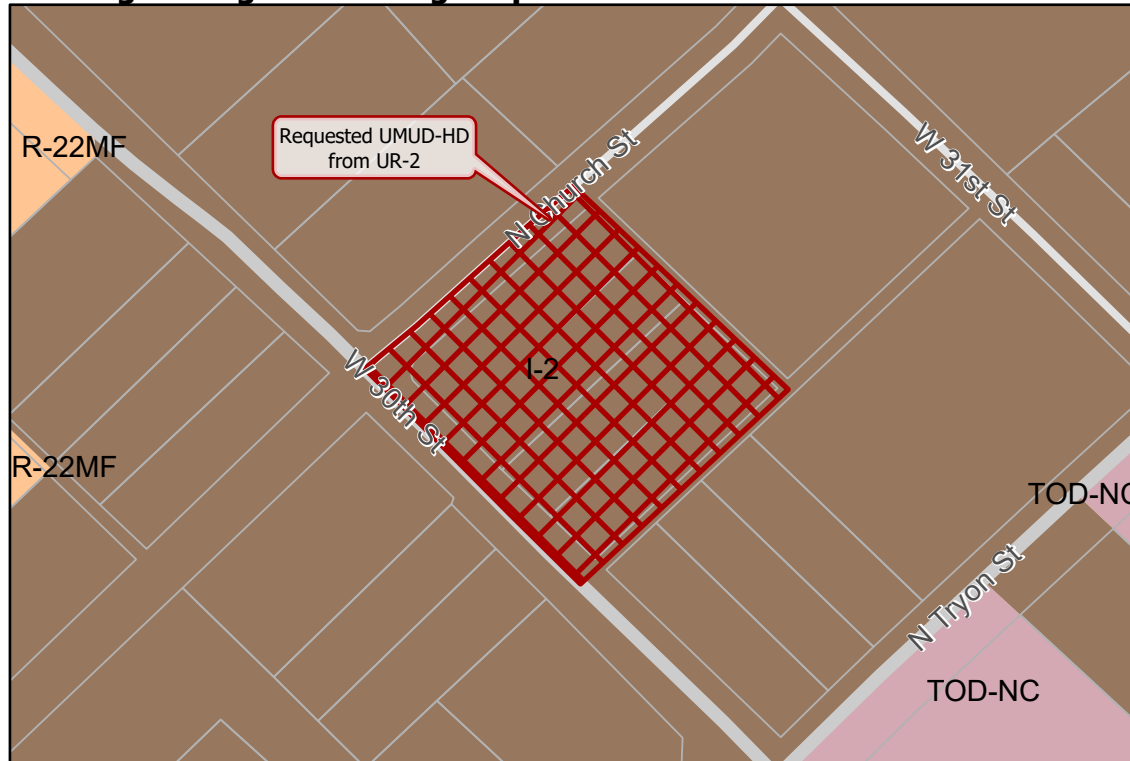 R-22MF
Requested UMUD-HD
from UR-2
N Church St
W 31st St
I-2
W 30th St
R-22MF
TOD-NC
N Tryon St
TOD-NC